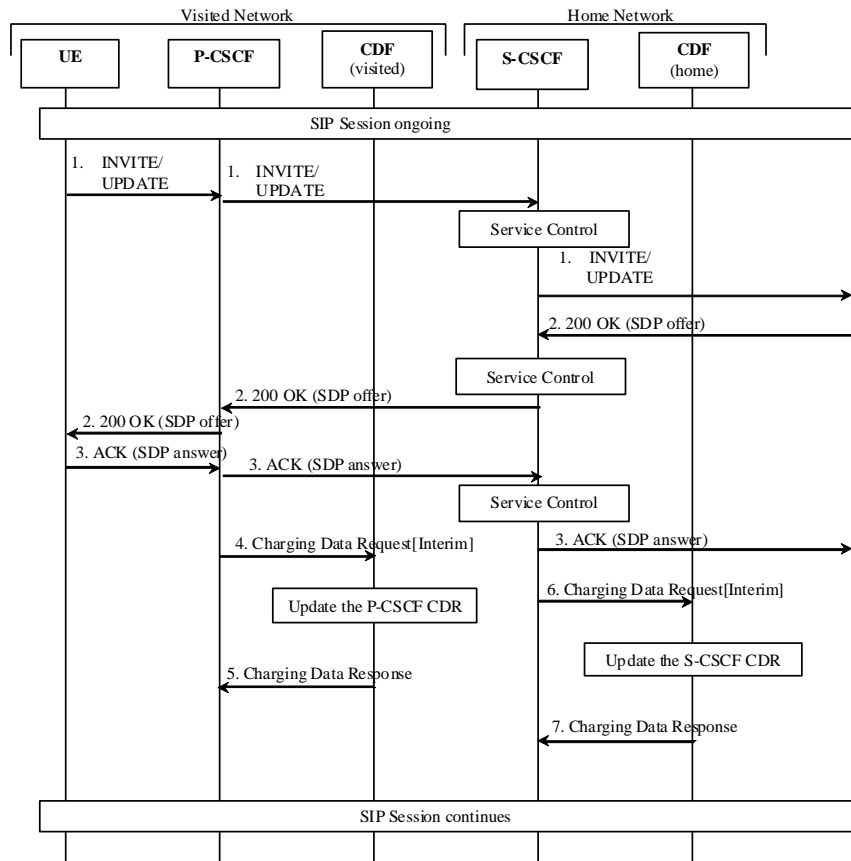 Visited Network
Home Network
UE
P-CSCF
CDF
(visited)
S-CSCF
CDF
(home)
SIP Session ongoing
1. INVITE/
UPDATE
1. INVITE/
UPDATE
Service Control
1. INVITE/
UPDATE
2. 200 OK (SDP offer)
Service Control
2. 200 OK (SDP offer)
2. 200 OK (SDP offer)
3. ACK (SDP answer)
3. ACK (SDP answer)
Service Control
4. Charging Data Request[Interim]
3. ACK (SDP answer)
6. Charging Data Request[Interim]
Update the P-CSCF CDR
Update the S-CSCF CDR
5. Charging Data Response
7. Charging Data Response
SIP Session continues